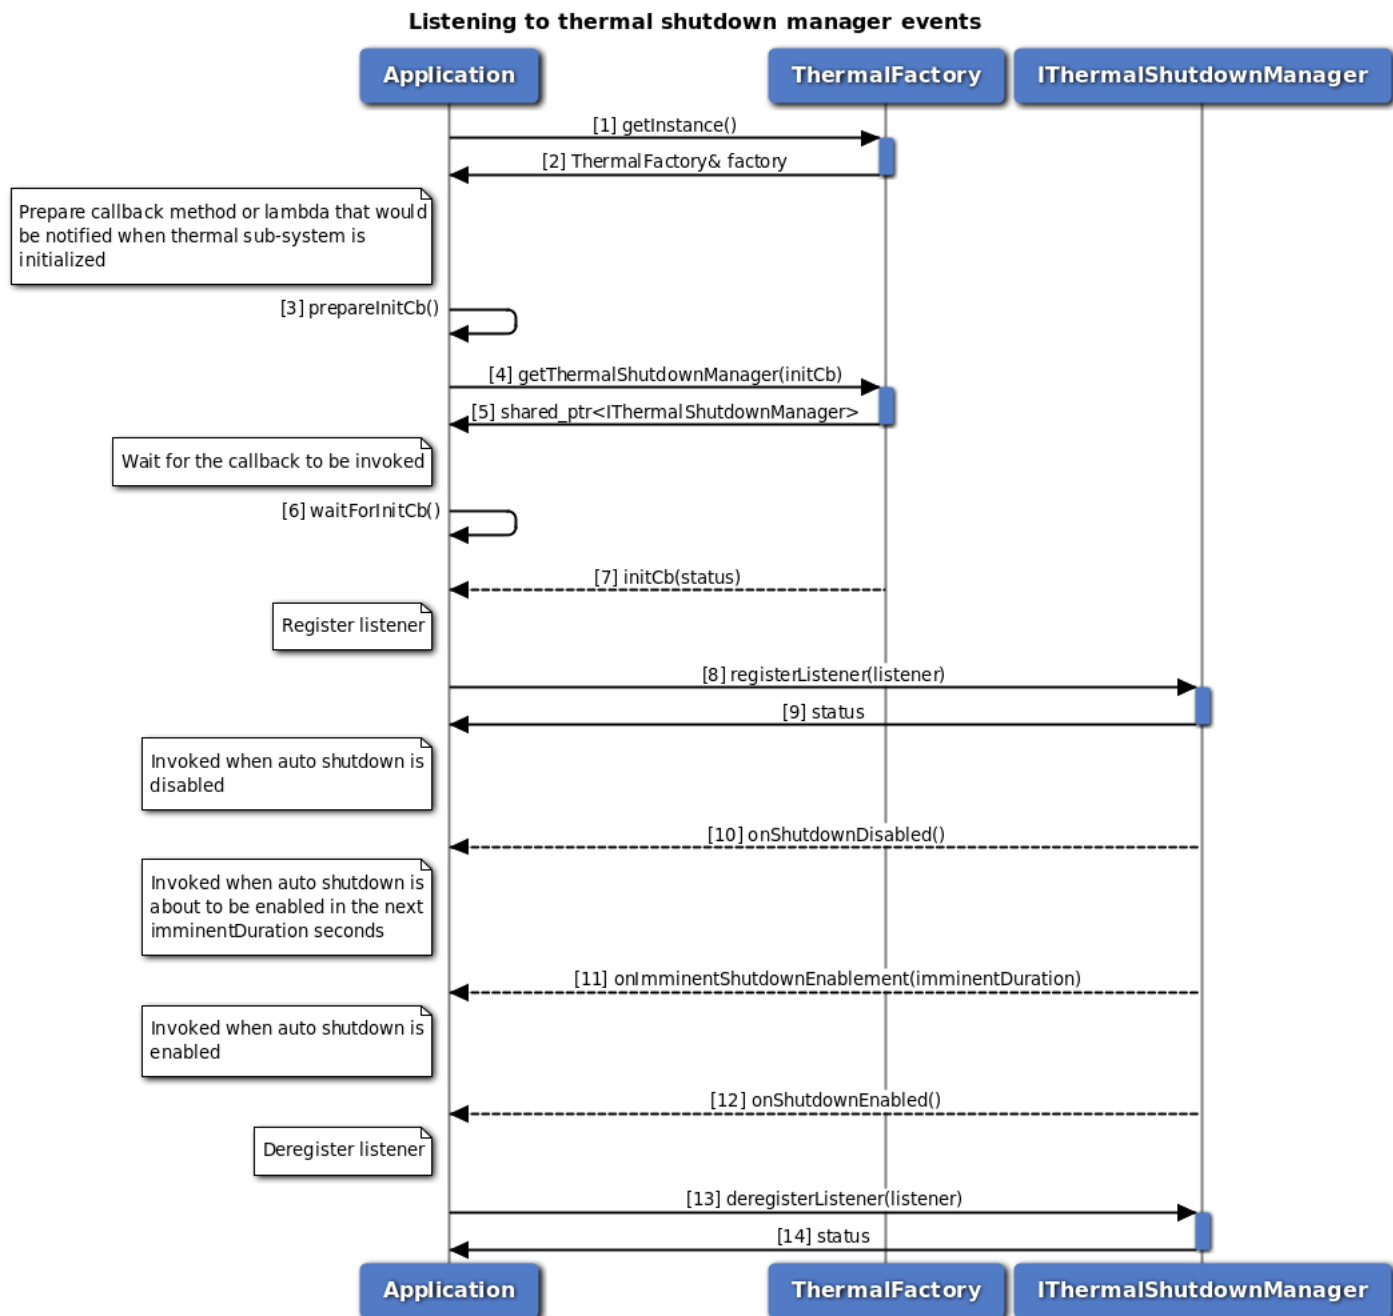 Listening to thermal shutdown manager events
Application
ThermalFactory
IThermalShutdownManager
[1] getInstance()
[2] ThermalFactory& factory
Prepare callback method or lambda that would
be notified when thermal sub-system is
initialized
[3] prepareInitCb()
[4] getThermalShutdownManager(initCb)
[5] shared_ptr<IThermalShutdownManager>
Wait for the callback to be invoked
[6] waitForInitCb()
[7] initCb(status)
Register listener
[8] registerListener(listener)
[9] status
Invoked when auto shutdown is
disabled
[10] onShutdownDisabled()
Invoked when auto shutdown is
about to be enabled in the next
imminentDuration seconds
[11] onImminentShutdownEnablement(imminentDuration)
Invoked when auto shutdown is
enabled
[12] onShutdownEnabled()
Deregister listener
[13] deregisterListener(listener)
[14] status
Application
ThermalFactory
IThermalShutdownManager